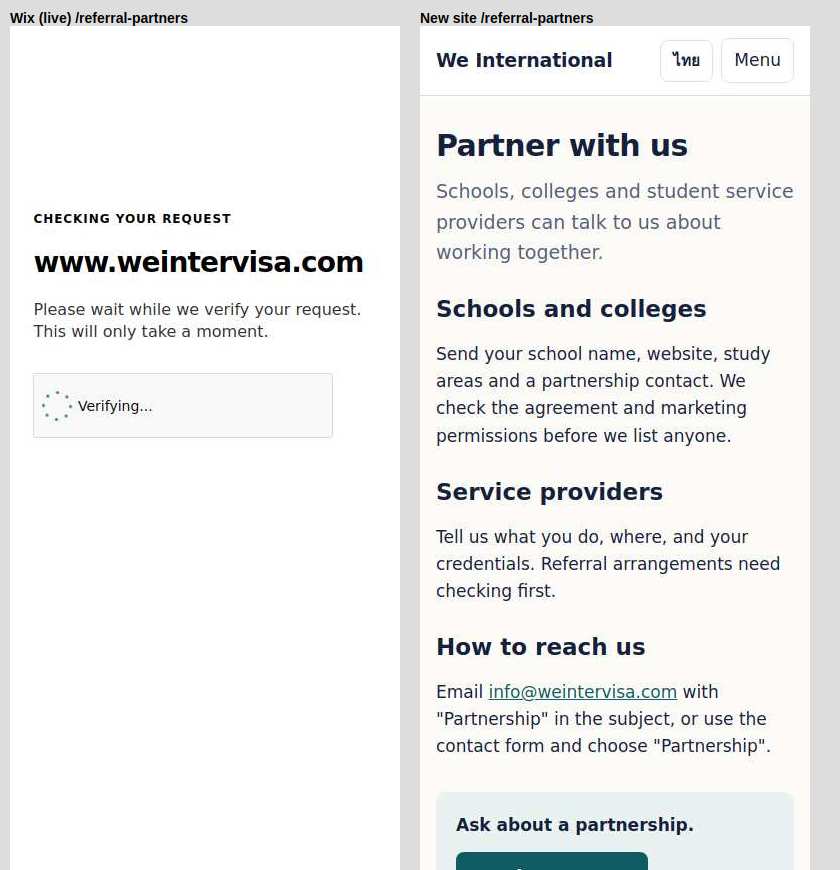 Wix (live) /referral-partners
CHECKING YOUR REQUEST
www.weintervisa.com
Please wait while we verify your request.
This will only take a moment.
Verifying...
New site /referral-partners
We International
ไทย
Menu
Partner with us
Schools, colleges and student service
providers can talk to us about
working together.
Schools and colleges
Send your school name, website, study
areas and a partnership contact. We
check the agreement and marketing
permissions before we list anyone.
Service providers
Tell us what you do, where, and your
credentials. Referral arrangements need
checking first.
How to reach us
Email info@weintervisa.com with
"Partnership" in the subject, or use the
contact form and choose "Partnership".
Ask about a partnership.